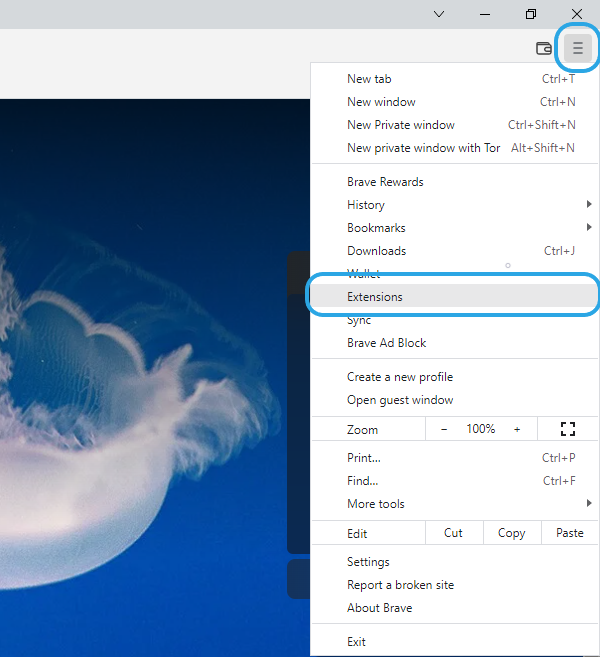 New tab Ctrl+T
New window Ctrl+N
New Private window Ctrl+Shift+N
New private window with Tor Alt+Shift+N
Brave Rewards
History
Bookmarks
Downloads Ctrl+J
Wallet
Extensions
Sync
Brave Ad Block
Create a new profile
Open guest window
Zoom − 100% +
Print... Ctrl+P
Find... Ctrl+F
More tools
Edit Cut Copy Paste
Settings
Report a broken site
About Brave
Exit